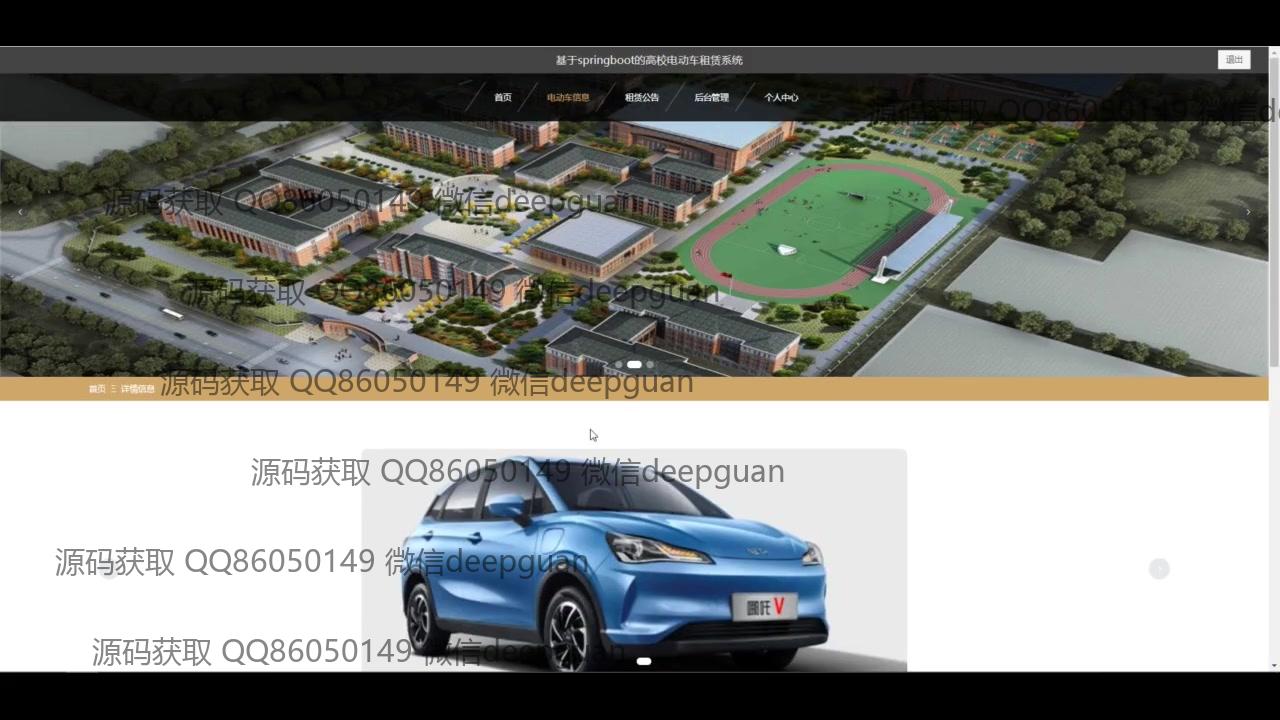 基于springboot的高校电动车租赁系统
退出
首页
电动车信息
租赁公告
后台管理
个人中心
源码获取 QQ86050149 微信de
源码获取 QQ86050149 微信deepguan
源码获取 QQ86050149 微信deepguan
源码获取 QQ86050149 微信deepguan
首页 Ξ 详情信息
源码获取 QQ86050149 微信deepguan
源码获取 QQ86050149 微信deepguan
哪吒 V
源码获取 QQ86050149 微信deepguan